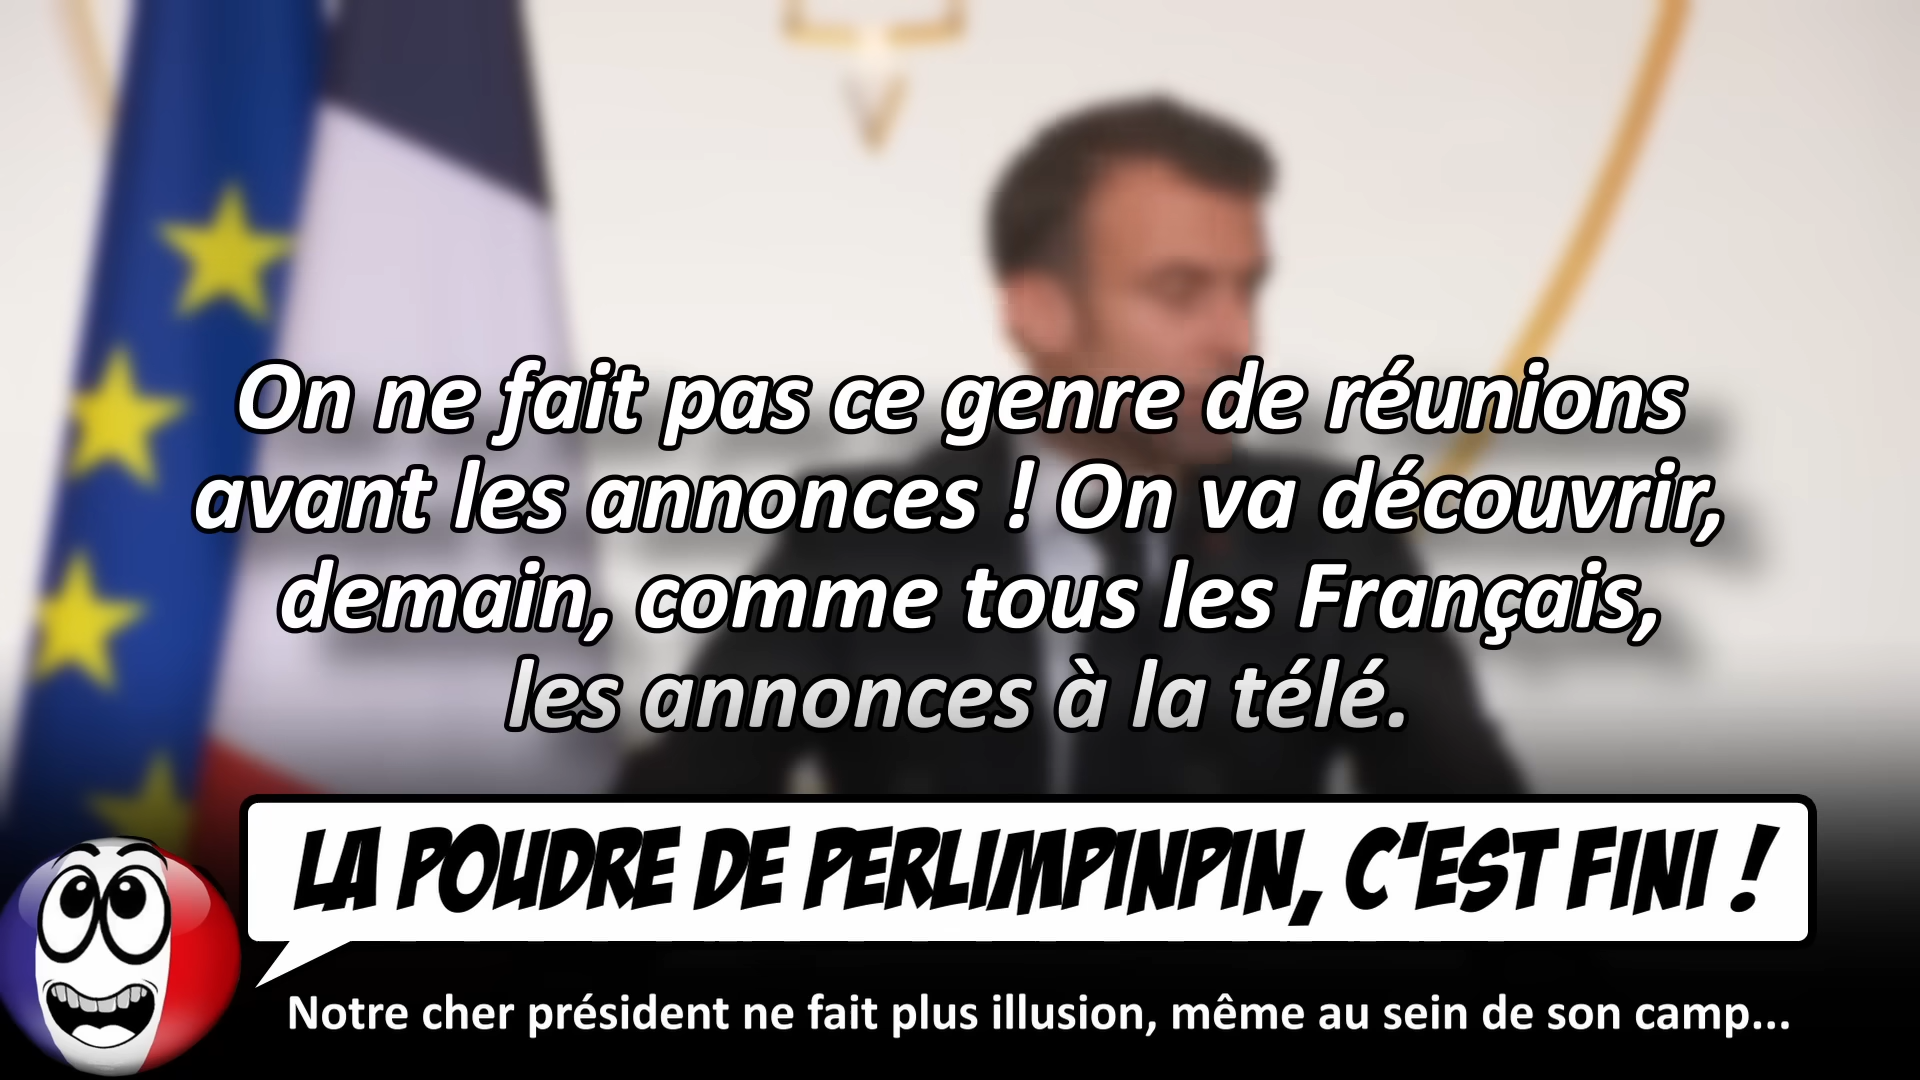 On ne fait pas ce genre de réunions
avant les annonces ! On va découvrir,
demain, comme tous les Français,
les annonces à la télé.
LA POUDRE DE PERLIMPINPIN, C'EST FINI !
Notre cher président ne fait plus illusion, même au sein de son camp...